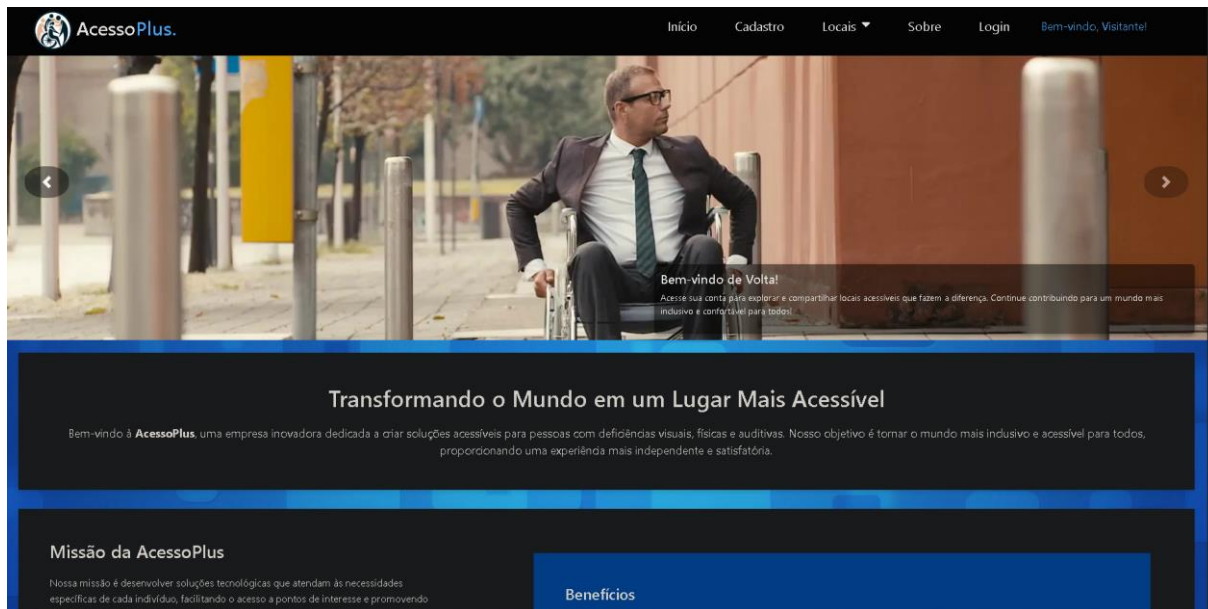 AcessoPlus.
Início Cadastro Locais Sobre Login Bem-vindo, Visitante!
Bem-vindo de Volta!
Acesse sua conta para explorar e compartilhar locais acessíveis que fazem a diferença. Continue contribuindo para um mundo mais
inclusivo e confortável para todos!
Transformando o Mundo em um Lugar Mais Acessível
Bem-vindo à AcessoPlus, uma empresa inovadora dedicada a criar soluções acessíveis para pessoas com deficiências visuais, físicas e auditivas. Nosso objetivo é tornar o mundo mais inclusivo e acessível para todos,
proporcionando uma experiência mais independente e satisfatória.
Missão da AcessoPlus
Nossa missão é desenvolver soluções tecnológicas que atendam às necessidades
específicas de cada indivíduo, facilitando o acesso a pontos de interesse e promovendo
Benefícios